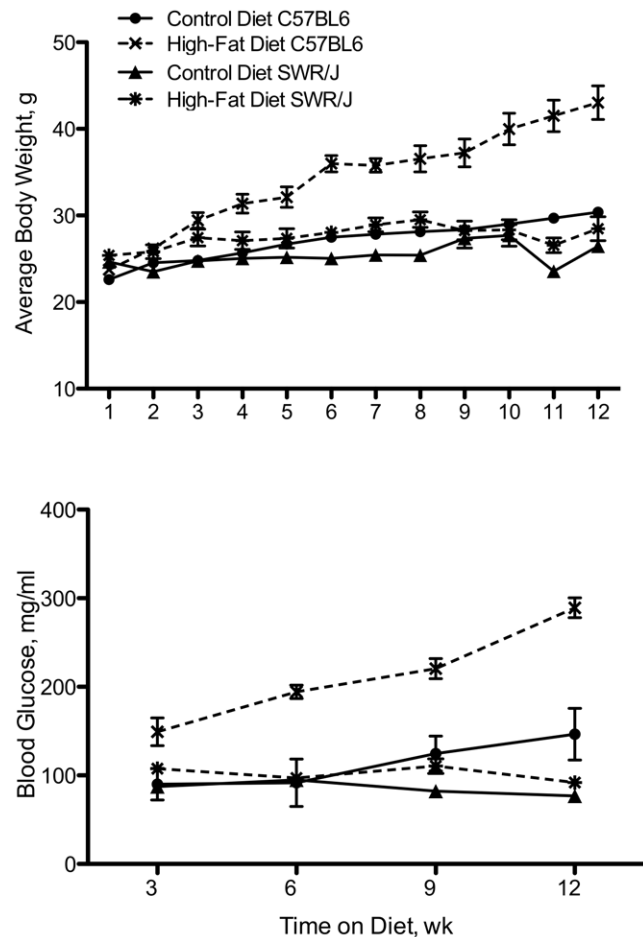 Control Diet C57BL6
High-Fat Diet C57BL6
Control Diet SWR/J
High-Fat Diet SWR/J
Average Body Weight, g
50
40
30
20
10
1 2 3 4 5 6 7 8 9 10 11 12
Blood Glucose, mg/ml
400
300
200
100
0
3 6 9 12
Time on Diet, wk